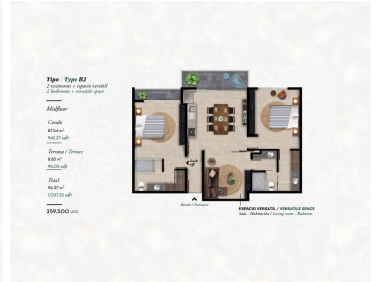 Tipo / Type B2
2 recámaras + espacio versátil
2 bedrooms + versatile space
Midfloor
Condo
87.54 m²
942.27 sqft
Terraza / Terrace
8.83 m²
95.05 sqft
Total
96.37 m²
1,037.32 sqft
359,500 USD
Acceso / Entrance
ESPACIO VERSÁTIL / VERSATILE SPACE
Sala - Habitación / Living room - Bedroom